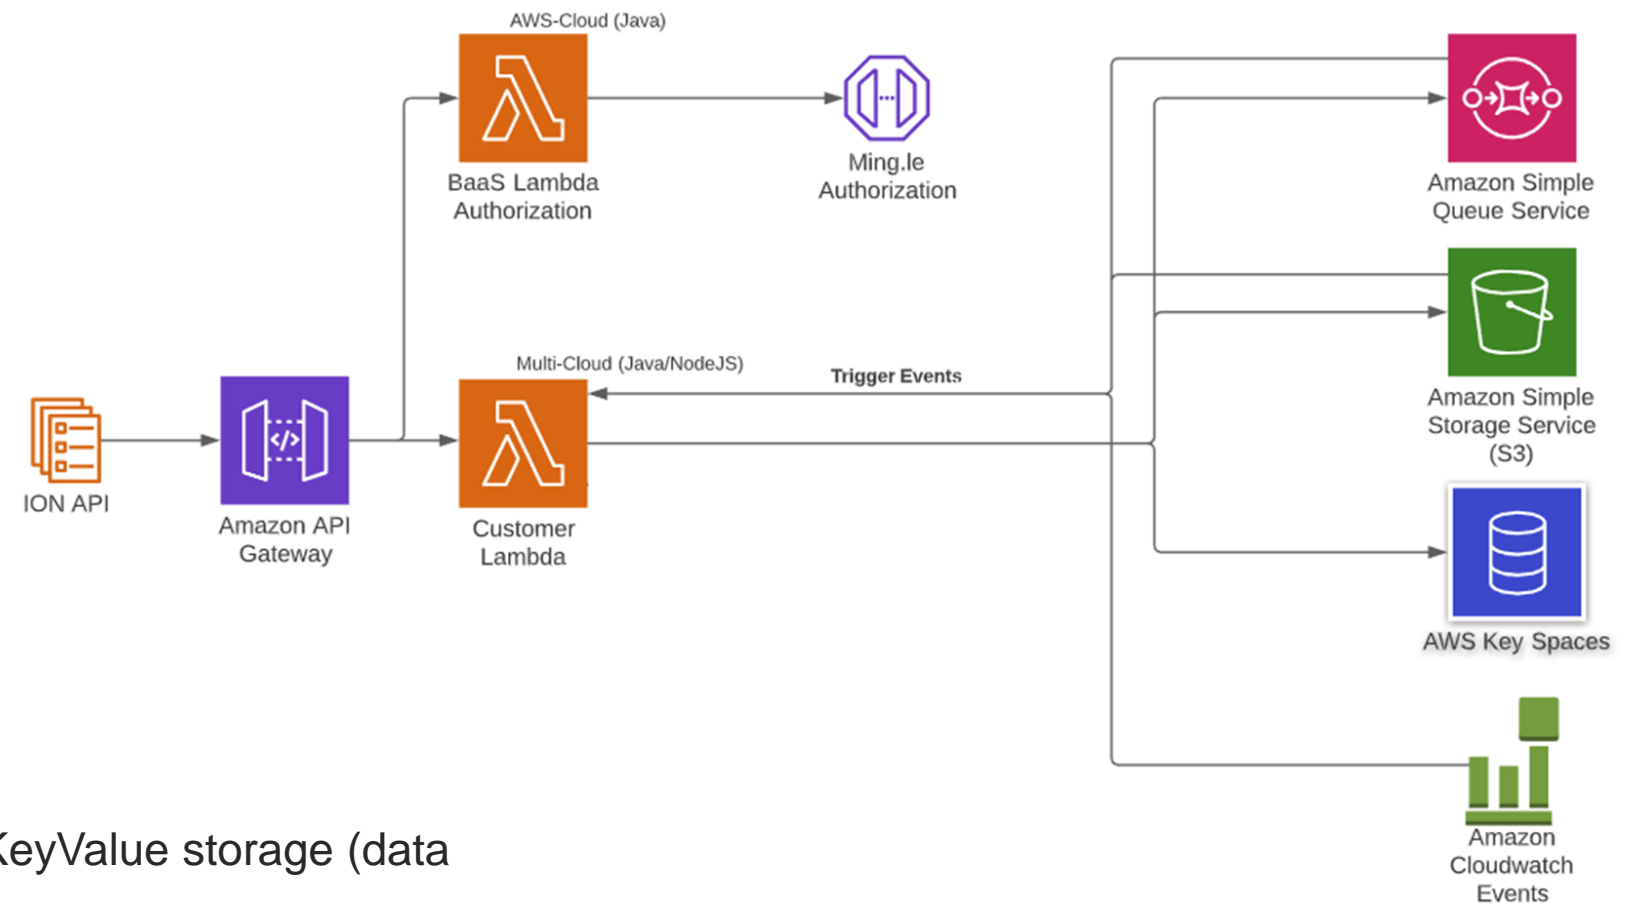 AWS-Cloud (Java)
BaaS Lambda
Authorization
Ming.le
Authorization
Amazon Simple
Queue Service
Multi-Cloud (Java/NodeJS)
Trigger Events
Amazon Simple
Storage Service
(S3)
ION API
Amazon API
Gateway
</>
Customer
Lambda
AWS Key Spaces
Amazon
Cloudwatch
Events
KeyValue storage (data